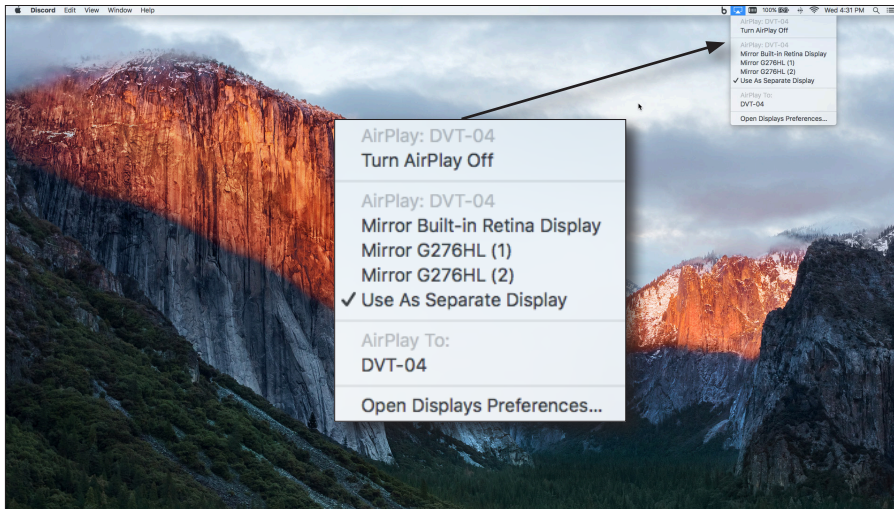 Discord Edit View Window Help
100% Wed 4:31 PM
AirPlay: DVT-04
Turn AirPlay Off
AirPlay: DVT-04
Mirror Built-in Retina Display
Mirror G276HL (1)
Mirror G276HL (2)
✓ Use As Separate Display
AirPlay To:
DVT-04
Open Displays Preferences...
AirPlay: DVT-04
Turn AirPlay Off
AirPlay: DVT-04
Mirror Built-in Retina Display
Mirror G276HL (1)
Mirror G276HL (2)
✓ Use As Separate Display
AirPlay To:
DVT-04
Open Displays Preferences...